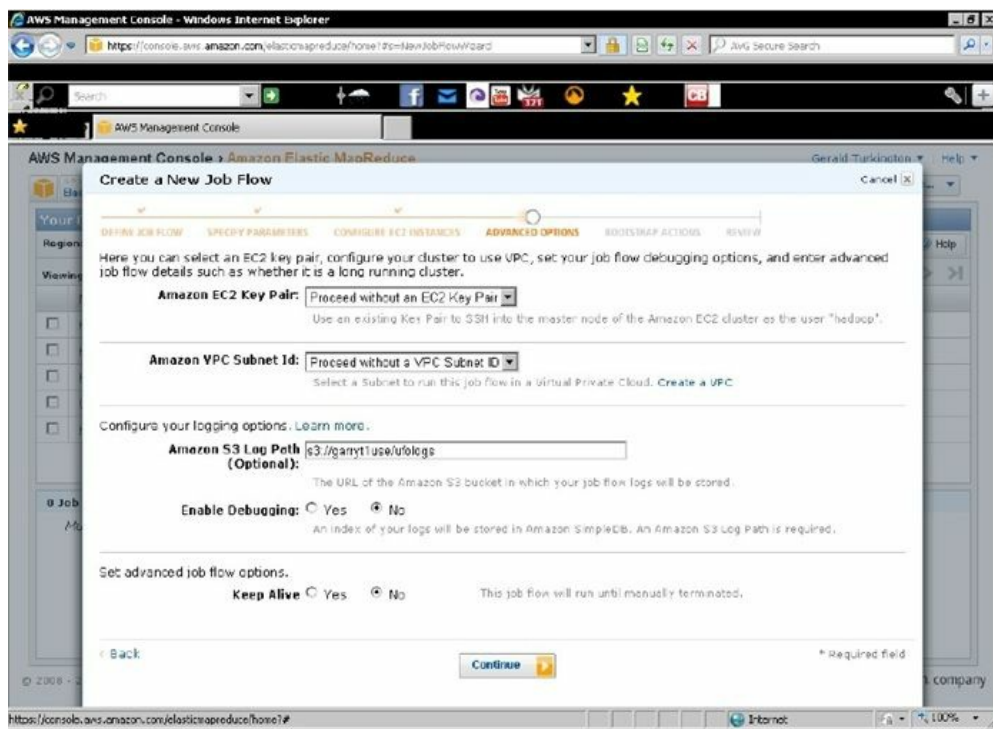 AWS Management Console - Windows Internet Explorer
https://console.aws.amazon.com/elasticmapreduce/home?#s=NewJobFlowWizard
AVG Secure Search
Search
CB
AWS Management Console
AWS Management Console › Amazon Elastic MapReduce
Gerald Turkington
Help
Create a New Job Flow
Cancel
Elas
Your
DEFINE JOB FLOW
SPECIFY PARAMETERS
CONFIGURE EC2 INSTANCES
ADVANCED OPTIONS
BOOTSTRAP ACTIONS
REVIEW
Region
Help
Viewing
Here you can select an EC2 key pair, configure your cluster to use VPC, set your job flow debugging options, and enter advanced
job flow details such as whether it is a long running cluster.
Amazon EC2 Key Pair: Proceed without an EC2 Key Pair
Use an existing Key Pair to SSH into the master node of the Amazon EC2 cluster as the user "hadoop".
Amazon VPC Subnet Id: Proceed without a VPC Subnet ID
Select a Subnet to run this job flow in a Virtual Private Cloud. Create a VPC
Configure your logging options. Learn more.
Amazon S3 Log Path s3://garryt1use/ufologs
(Optional):
The URL of the Amazon S3 bucket in which your job flow logs will be stored.
0 Job
Enable Debugging: Yes No
An index of your logs will be stored in Amazon SimpleDB. An Amazon S3 Log Path is required.
Set advanced job flow options.
Keep Alive Yes No This job flow will run until manually terminated.
‹ Back
Continue
* Required field
© 2008 - 2
company
https://console.aws.amazon.com/elasticmapreduce/home?#
Internet
100%